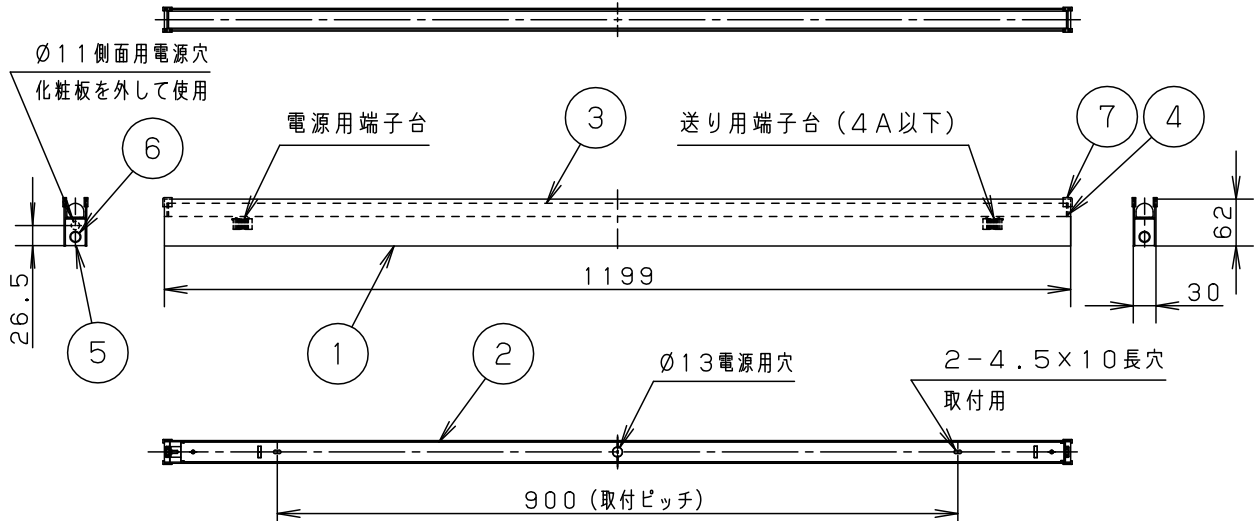 Ø11側面用電源穴
化粧板を外して使用
電源用端子台
送り用端子台（4A以下）
3
7
4
6
62
1199
30
26.5
5
1
2
Ø13電源用穴
2-4.5×10長穴
取付用
900（取付ピッチ）